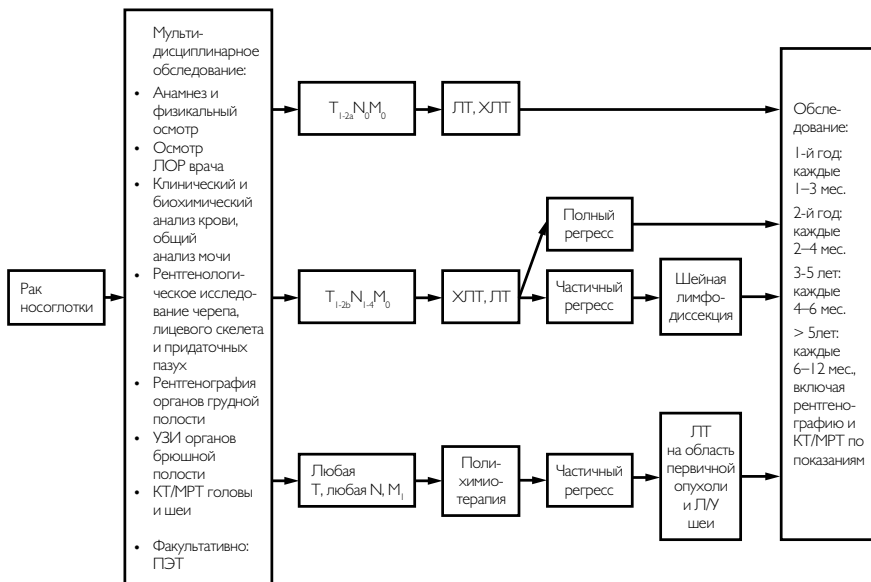 Рак
носоглотки
Мульти-
дисциплинарное
обследование:
• Анамнез и
физикальный
осмотр
• Осмотр
ЛОР врача
• Клинический и
биохимический
анализ крови,
общий
анализ мочи
• Рентгенологи-
ческое исследо-
вание черепа,
лицевого скелета
и придаточных
пазух
• Рентгенография
органов грудной
полости
• УЗИ органов
брюшной
полости
• КТ/МРТ головы
и шеи
• Факультативно:
ПЭТ
T1-2aN0M0
ЛТ, ХЛТ
T1-2bN1-4M0
ХЛТ, ЛТ
Полный
регресс
Частичный
регресс
Шейная
лимфо-
диссекция
Любая
T, любая N, M1
Поли-
химио-
терапия
Частичный
регресс
ЛТ
на область
первичной
опухоли
и Л/У
шеи
Обсле-
дование:
1-й год:
каждые
1–3 мес.
2-й год:
каждые
2–4 мес.
3-5 лет:
каждые
4–6 мес.
> 5лет:
каждые
6–12 мес.,
включая
рентгено-
графию и
КТ/МРТ по
показаниям